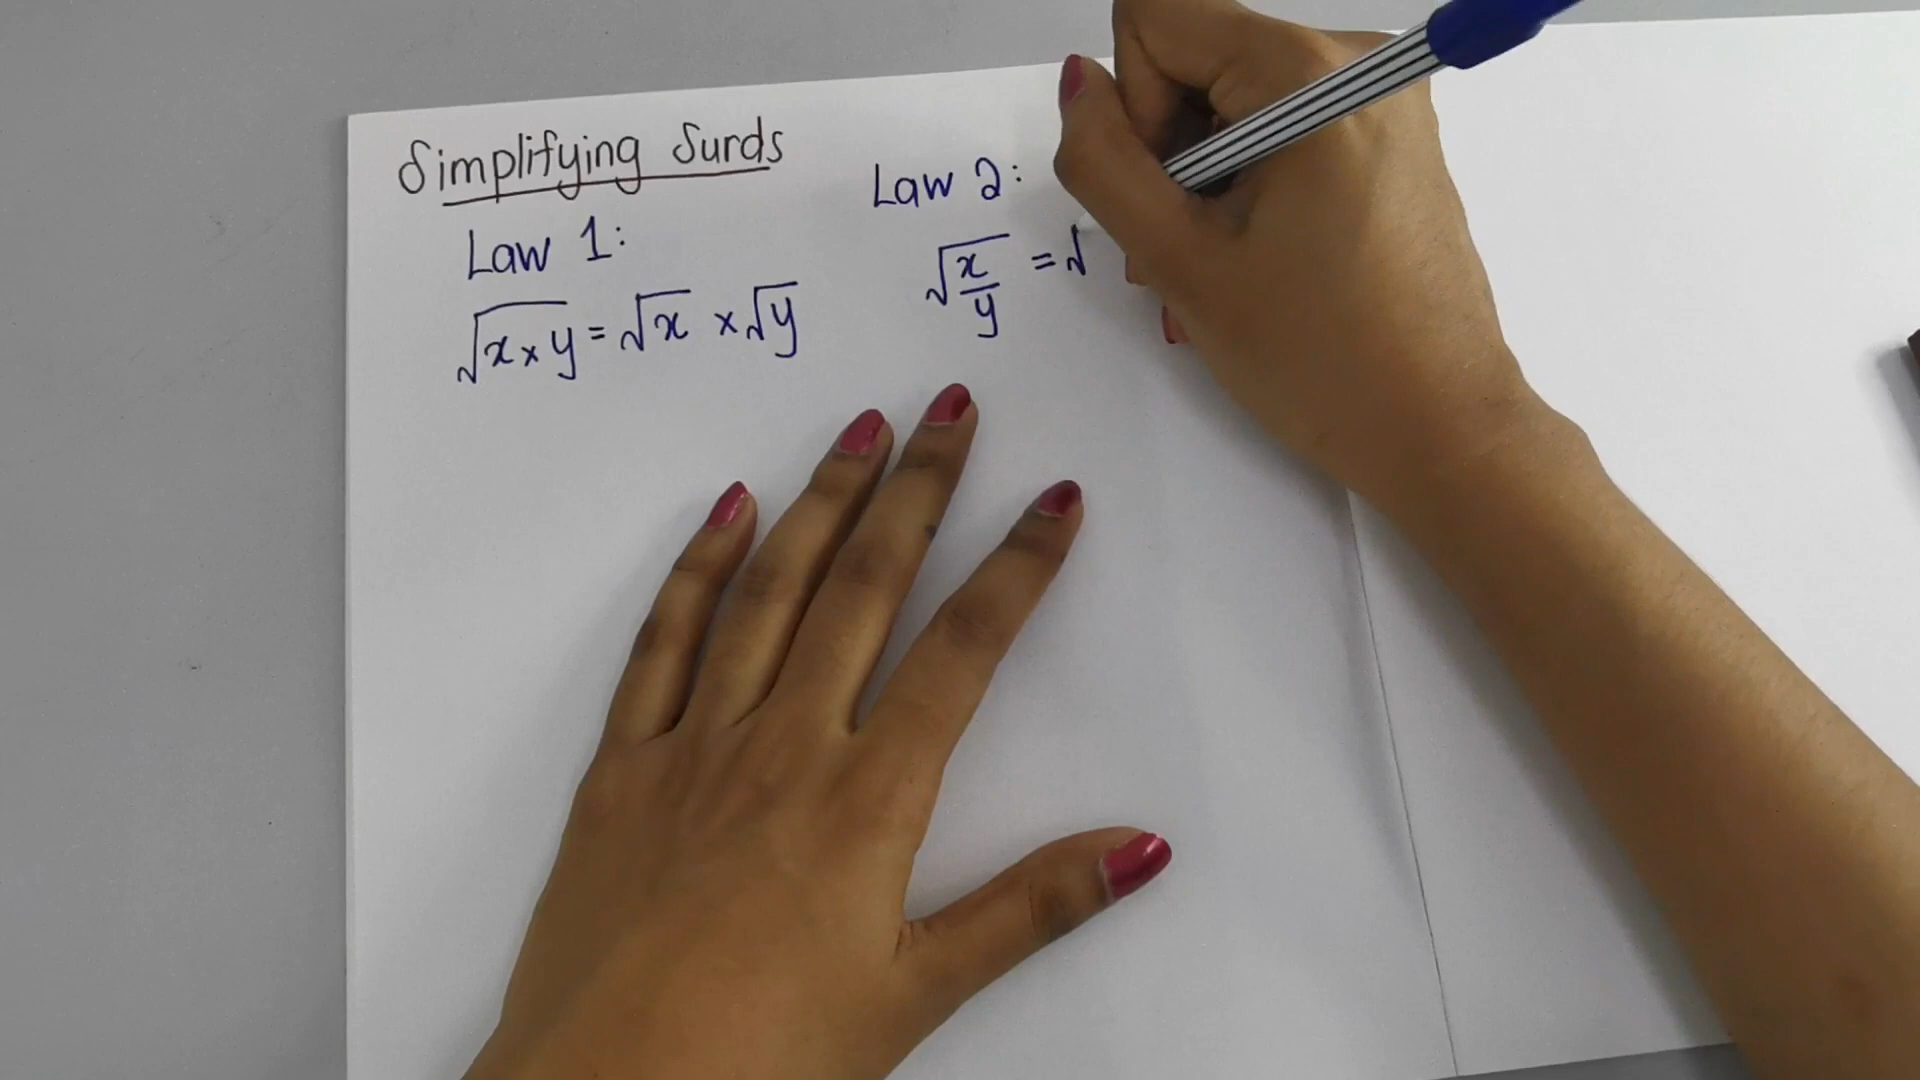 Simplifying Surds
Law 1:
√(x × y) = √x × √y
Law 2:
√(x/y) = √